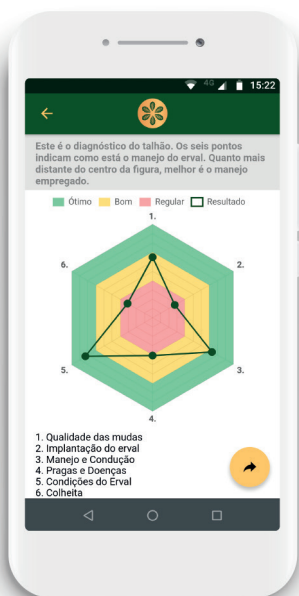 4G 15:22
Este é o diagnóstico do talhão. Os seis pontos
indicam como está o manejo do erval. Quanto mais
distante do centro da figura, melhor é o manejo
empregado.
Ótimo Bom Regular Resultado
1.
6. 2.
5. 3.
4.
1. Qualidade das mudas
2. Implantação do erval
3. Manejo e Condução
4. Pragas e Doenças
5. Condições do Erval
6. Colheita